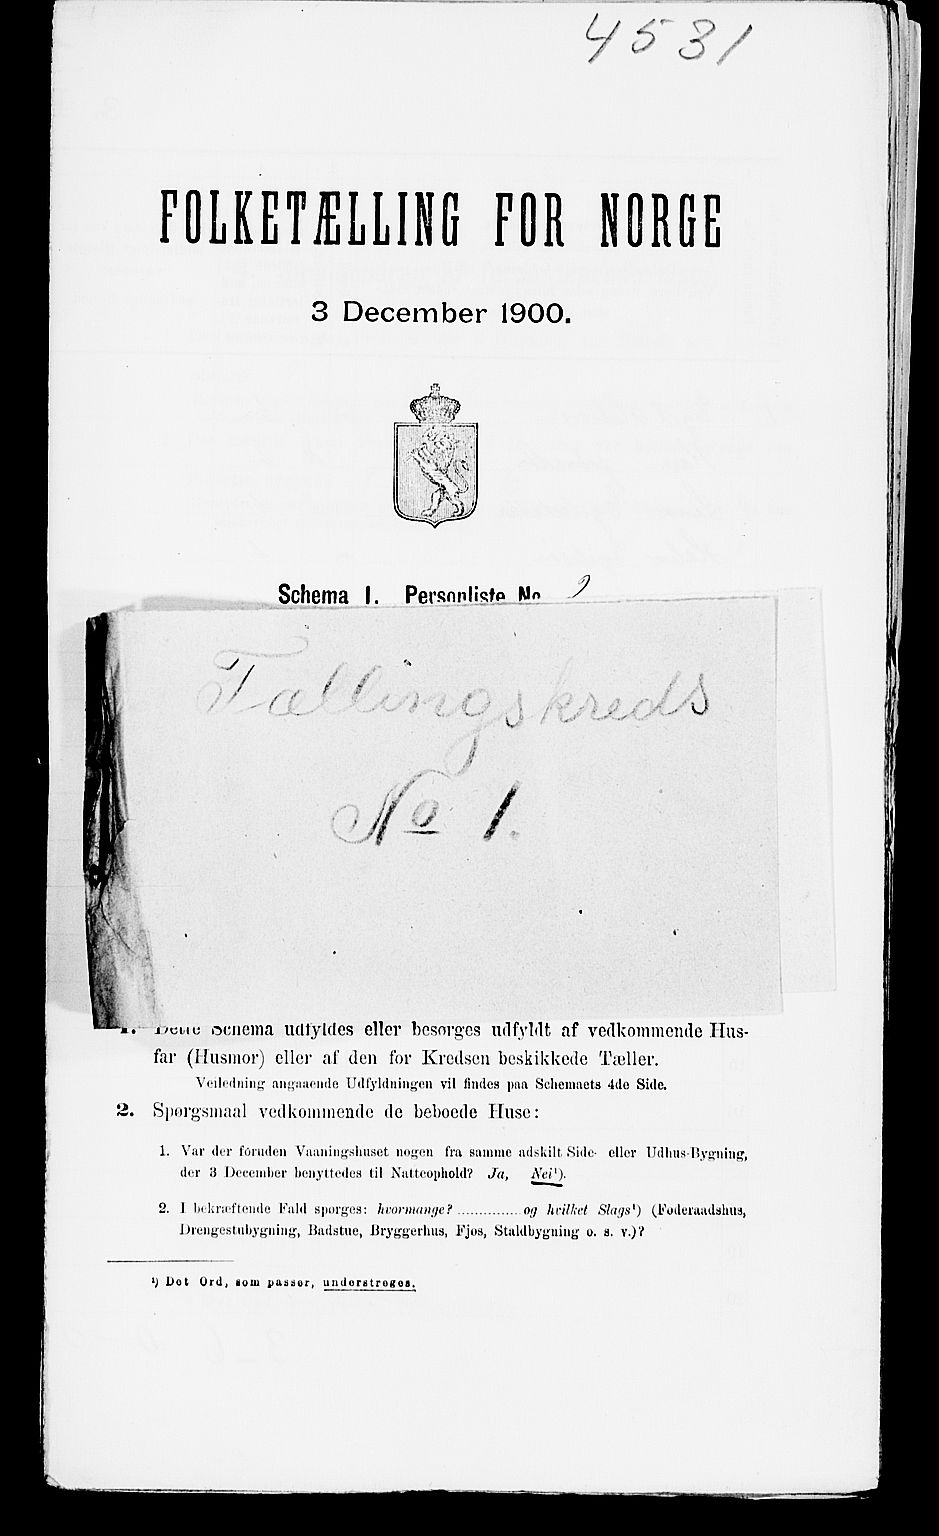 4531
FOLKETÆLLING FOR NORGE
3 December 1900.
Schema I. Personliste No.
Tællingskreds
No 1.
1. Dette Schema udfyldes eller besørges udfyldt af vedkommende Hus-
far (Husmor) eller af den for Kredsen beskikkede Tæller.
Veiledning angaaende Udfyldningen vil findes paa Schemaets 4de Side.
2. Spørgsmaal vedkommende de beboede Huse:
1. Var der foruden Vaaningshuset nogen fra samme adskilt Side- eller Udhus-Bygning,
der 3 December benyttedes til Natteophold? Ja, Nei¹).
2. I bekræftende Fald spørges: hvormange? ............... og hvilket Slags¹) (Føderaadshus,
Drengestubygning, Badstue, Bryggerhus, Fjøs, Staldbygning o. s. v.)?
¹) Det Ord, som passer, understreges.